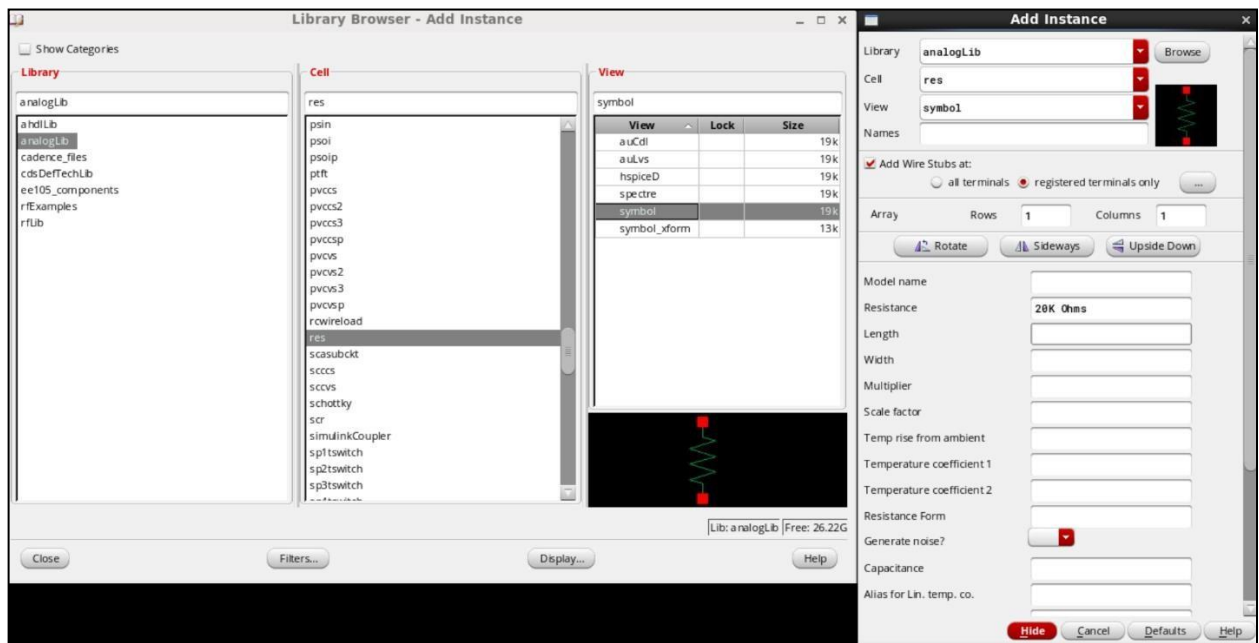 Library Browser - Add Instance
Show Categories
Library
analogLib
ahdlLib
analogLib
cadence_files
cdsDefTechLib
ee105_components
rfExamples
rfLib
Cell
res
psin
psoi
psoip
ptft
pvccs
pvccs2
pvccs3
pvccsp
pvcvs
pvcvs2
pvcvs3
pvcvsp
rcwireload
res
scasubckt
scccs
sccvs
schottky
scr
simulinkCoupler
sp1tswitch
sp2tswitch
sp3tswitch
View
symbol
View Lock Size
auCdl 19k
auLvs 19k
hspiceD 19k
spectre 19k
symbol 19k
symbol_xform 13k
Lib: analogLib Free: 26.22G
Close Filters... Display... Help
Add Instance
Library analogLib Browse
Cell res
View symbol
Names
Add Wire Stubs at:
all terminals registered terminals only ...
Array Rows 1 Columns 1
Rotate Sideways Upside Down
Model name
Resistance 20K Ohms
Length
Width
Multiplier
Scale factor
Temp rise from ambient
Temperature coefficient 1
Temperature coefficient 2
Resistance Form
Generate noise?
Capacitance
Alias for Lin. temp. co.
Hide Cancel Defaults Help